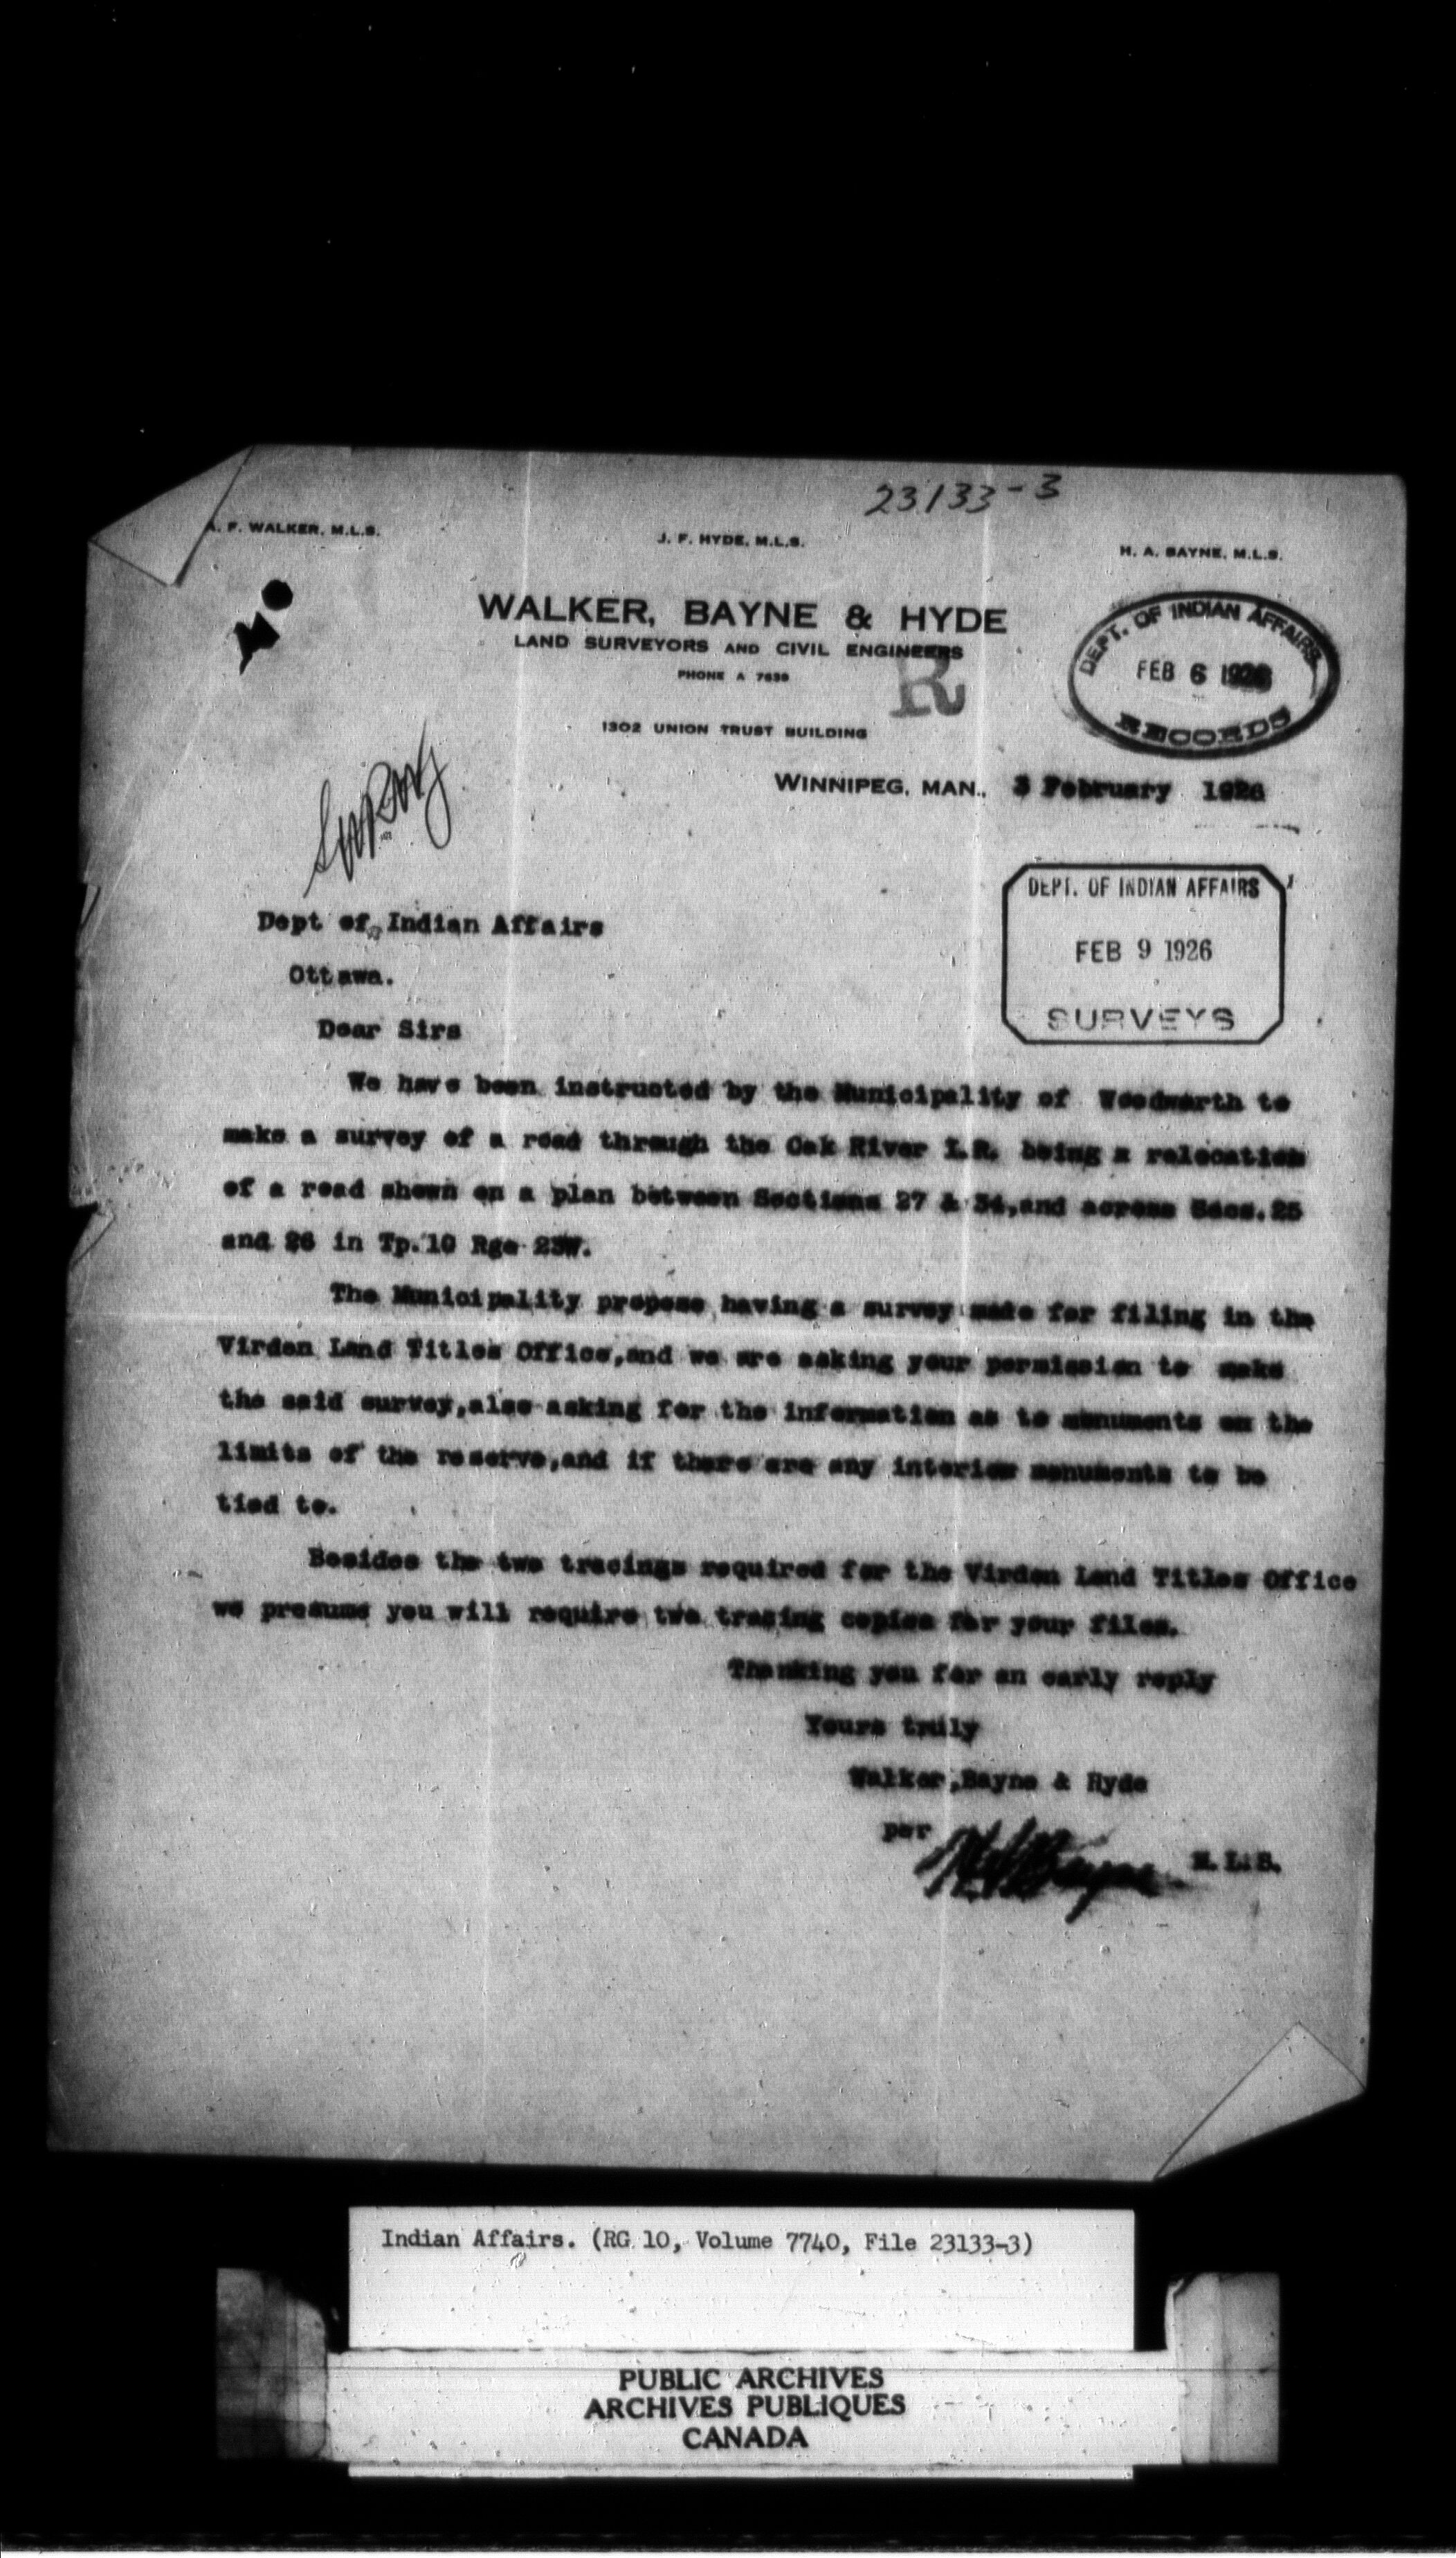 23133-3
A. F. WALKER, M.L.S.
J. F. HYDE, M.L.S.
H. A. BAYNE, M.L.S.
WALKER, BAYNE & HYDE
LAND SURVEYORS AND CIVIL ENGINEERS
PHONE A 7639
R
1302 UNION TRUST BUILDING
DEPT. OF INDIAN AFFAIRS
FEB 6 1926
RECORDS
WINNIPEG, MAN., 3 February 1926
DEPT. OF INDIAN AFFAIRS
FEB 9 1926
SURVEYS
Dept of Indian Affairs
Ottawa.
Dear Sirs
We have been instructed by the Municipality of Woodworth to
make a survey of a road through the Oak River I.R. being a relocation
of a road shown on a plan between Sections 27 & 34,and across Secs.25
and 26 in Tp.10 Rge 23W.
The Municipality propose having a survey made for filing in the
Virden Land Titles Office,and we are asking your permission to make
the said survey,also asking for the information as to monuments on the
limits of the reserve,and if there are any interior monuments to be
tied to.
Besides the two tracings required for the Virden Land Titles Office
we presume you will require two tracing copies for your files.
Thanking you for an early reply
Yours truly
Walker,Bayne & Hyde
per H A Bayne M.L.S.
Indian Affairs. (RG 10, Volume 7740, File 23133-3)
PUBLIC ARCHIVES
ARCHIVES PUBLIQUES
CANADA